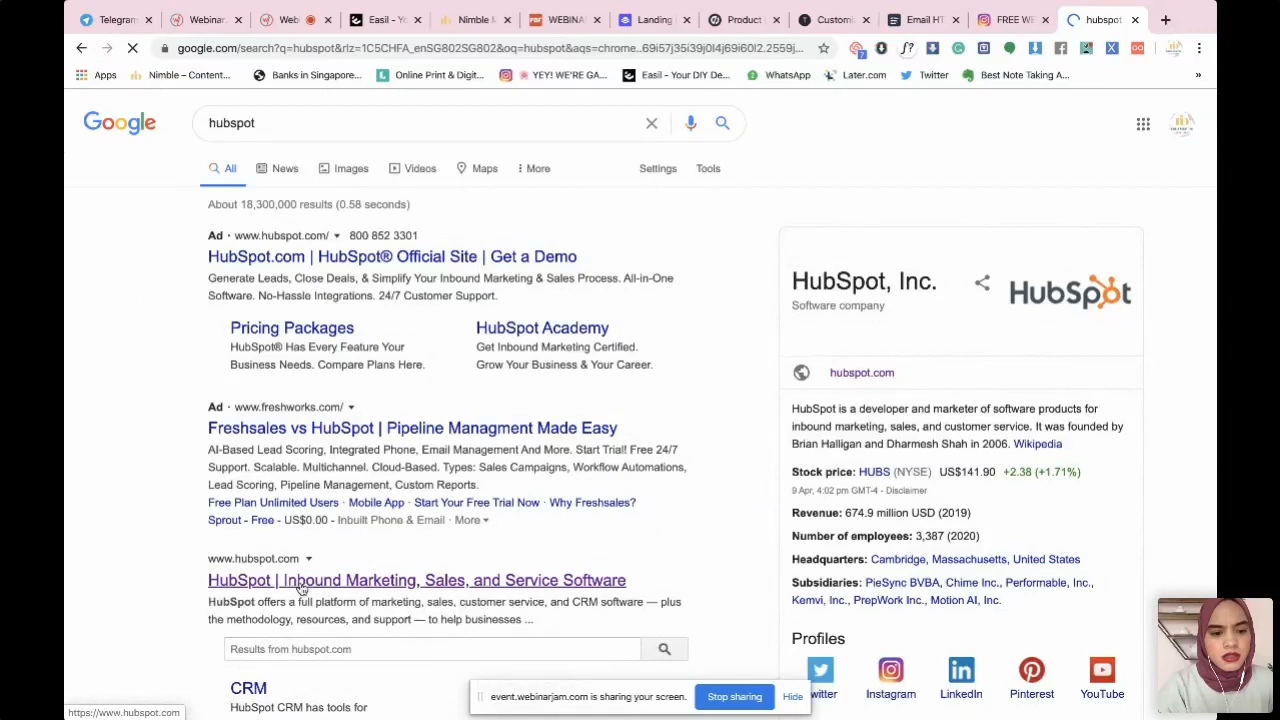 Telegram
Webinar.
Web
Easil - Yo
Nimble M
WEBINA
Landing
Product
Customi
Email HT
FREE WE
hubspot
google.com/search?q=hubspot&rlz=1C5CHFA_enSG802SG802&oq=hubspot&aqs=chrome..69i57j35i39j0l4j69i60l2.2559j...
Apps
Nimble – Content...
Banks in Singapore...
Online Print & Digit...
YEY! WE'RE GA...
Easil - Your DIY De...
WhatsApp
Later.com
Twitter
Best Note Taking A...
»
Google
hubspot
All
News
Images
Videos
Maps
More
Settings
Tools
About 18,300,000 results (0.58 seconds)
Ad · www.hubspot.com/ 800 852 3301
HubSpot.com | HubSpot® Official Site | Get a Demo
Generate Leads, Close Deals, & Simplify Your Inbound Marketing & Sales Process. All-in-One
Software. No-Hassle Integrations. 24/7 Customer Support.
Pricing Packages
HubSpot® Has Every Feature Your
Business Needs. Compare Plans Here.
HubSpot Academy
Get Inbound Marketing Certified.
Grow Your Business & Your Career.
Ad · www.freshworks.com/
Freshsales vs HubSpot | Pipeline Managment Made Easy
AI-Based Lead Scoring, Integrated Phone, Email Management And More. Start Trial! Free 24/7
Support. Scalable. Multichannel. Cloud-Based. Types: Sales Campaigns, Workflow Automations,
Lead Scoring, Pipeline Management, Custom Reports.
Free Plan Unlimited Users · Mobile App · Start Your Free Trial Now · Why Freshsales?
Sprout - Free - US$0.00 - Inbuilt Phone & Email · More
www.hubspot.com
HubSpot | Inbound Marketing, Sales, and Service Software
HubSpot offers a full platform of marketing, sales, customer service, and CRM software — plus
the methodology, resources, and support — to help businesses ...
Results from hubspot.com
CRM
HubSpot CRM has tools for
HubSpot, Inc.
Software company
HubSpot
hubspot.com
HubSpot is a developer and marketer of software products for
inbound marketing, sales, and customer service. It was founded by
Brian Halligan and Dharmesh Shah in 2006. Wikipedia
Stock price: HUBS (NYSE) US$141.90 +2.38 (+1.71%)
9 Apr, 4:02 pm GMT-4 - Disclaimer
Revenue: 674.9 million USD (2019)
Number of employees: 3,387 (2020)
Headquarters: Cambridge, Massachusetts, United States
Subsidiaries: PieSync BVBA, Chime Inc., Performable, Inc.,
Kemvi, Inc., PrepWork Inc., Motion AI, Inc.
Profiles
witter
Instagram
LinkedIn
Pinterest
YouTube
event.webinarjam.com is sharing your screen.
Stop sharing
Hide
https://www.hubspot.com